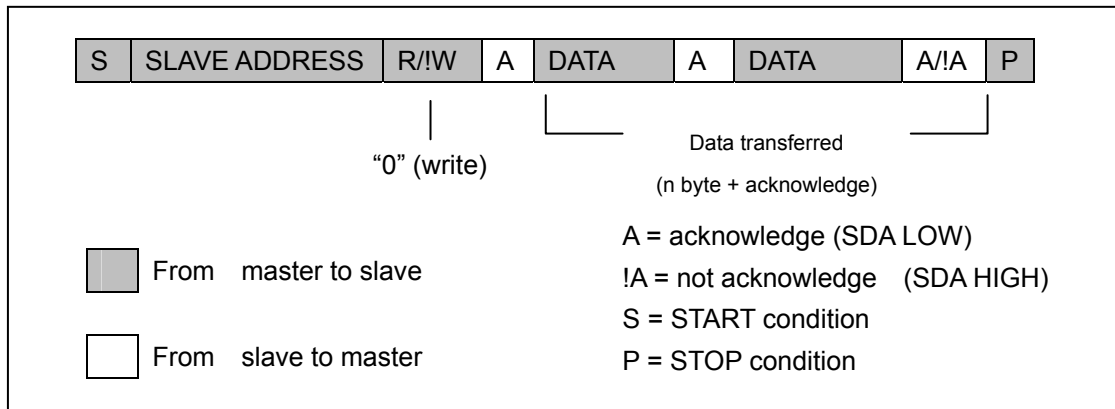 S SLAVE ADDRESS R/!W A DATA A DATA A/!A P
“0” (write)
Data transferred
(n byte + acknowledge)
A = acknowledge (SDA LOW)
!A = not acknowledge (SDA HIGH)
S = START condition
P = STOP condition
From master to slave
From slave to master